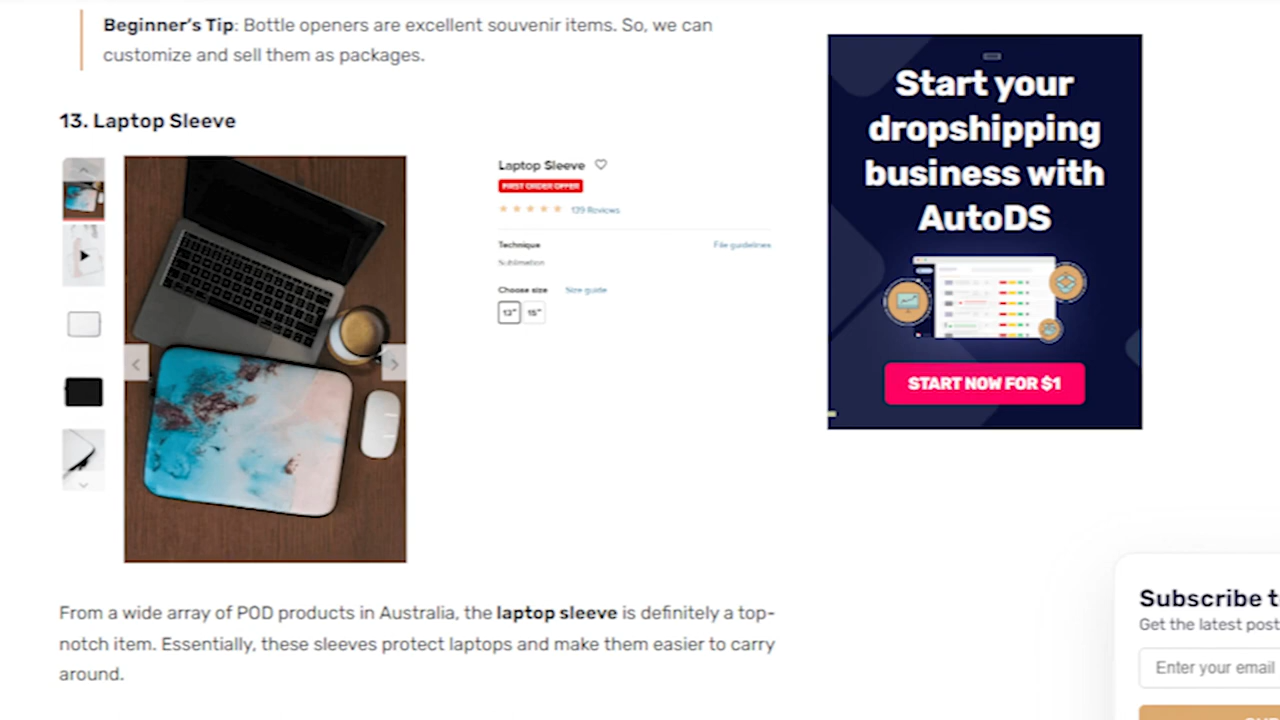 Beginner's Tip: Bottle openers are excellent souvenir items. So, we can
customize and sell them as packages.
13. Laptop Sleeve
Laptop Sleeve
FIRST ORDER OFFER
139 Reviews
Technique
File guidelines
Sublimation
Choose size
Size guide
13"
15"
From a wide array of POD products in Australia, the laptop sleeve is definitely a top-
notch item. Essentially, these sleeves protect laptops and make them easier to carry
around.
Start your
dropshipping
business with
AutoDS
START NOW FOR $1
Subscribe t
Get the latest post
Enter your email